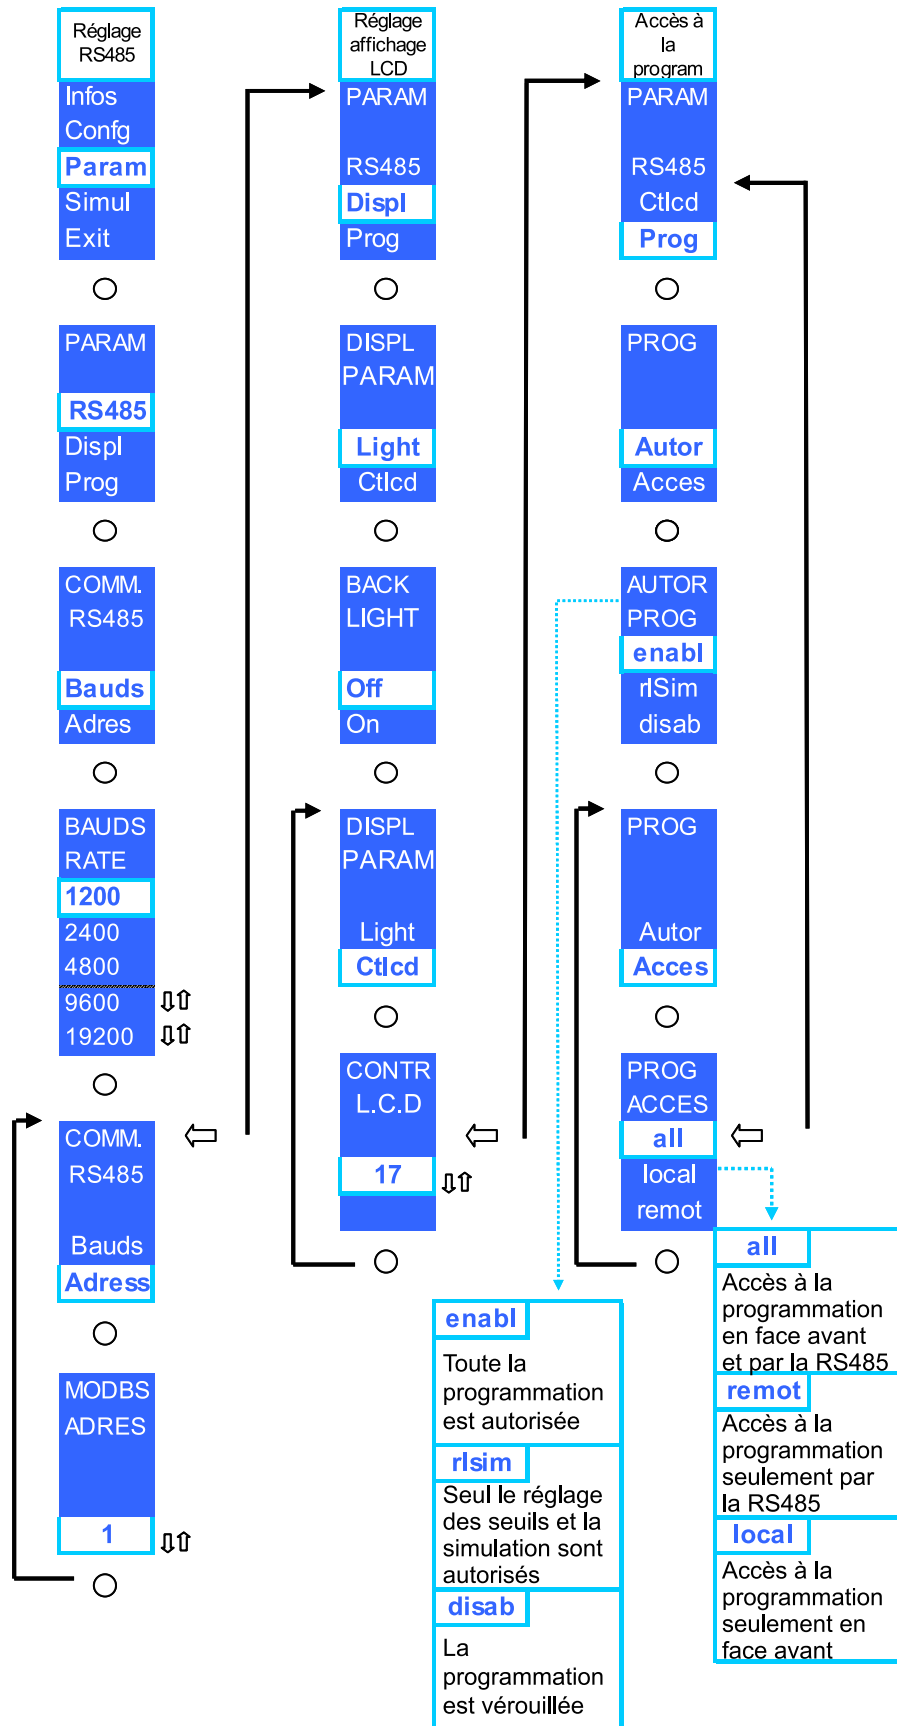 Réglage
RS485
Infos
Confg
Param
Simul
Exit
PARAM
RS485
Displ
Prog
COMM.
RS485
Bauds
Adres
BAUDS
RATE
1200
2400
4800
9600
19200
COMM.
RS485
Bauds
Adress
MODBS
ADRES
1
Réglage
affichage
LCD
PARAM
RS485
Displ
Prog
DISPL
PARAM
Light
Ctlcd
BACK
LIGHT
Off
On
DISPL
PARAM
Light
Ctlcd
CONTR
L.C.D
17
Accès à
la
program
PARAM
RS485
Ctlcd
Prog
PROG
Autor
Acces
AUTOR
PROG
enabl
rlSim
disab
PROG
Autor
Acces
PROG
ACCES
all
local
remot
enabl
Toute la
programmation
est autorisée
rlsim
Seul le réglage
des seuils et la
simulation sont
autorisés
disab
La
programmation
est vérouillée
all
Accès à la
programmation
en face avant
et par la RS485
remot
Accès à la
programmation
seulement par
la RS485
local
Accès à la
programmation
seulement en
face avant